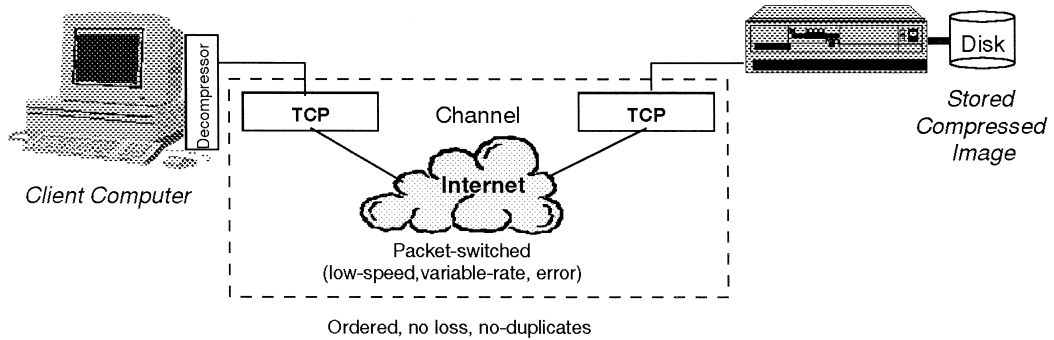 Decompressor
Client Computer
TCP
Channel
TCP
Internet
Packet-switched
(low-speed,variable-rate, error)
Ordered, no loss, no-duplicates
Disk
Stored
Compressed
Image